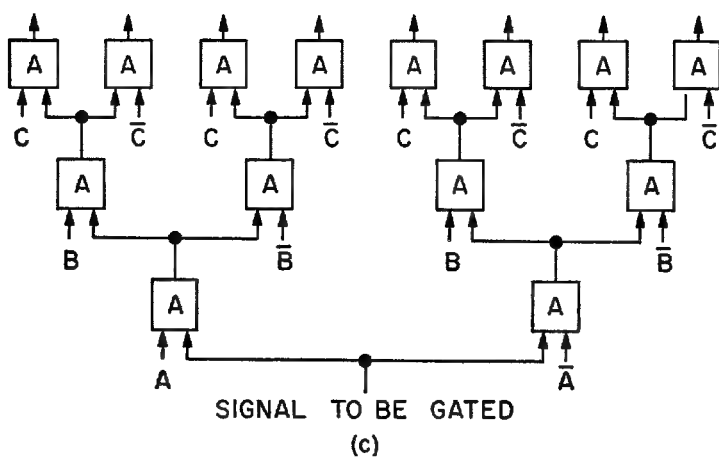 A A A A A A A A
C C̅ C C̅ C C̅ C C̅
A A A A
B B̅ B B̅
A A
A A̅
SIGNAL TO BE GATED
(c)